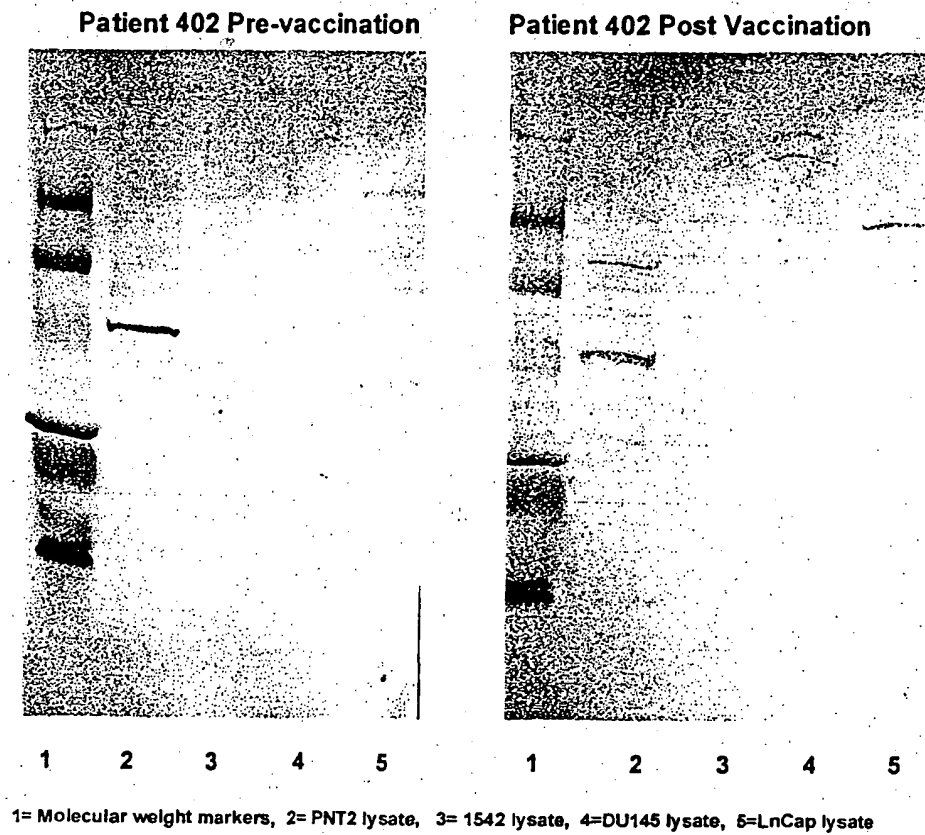 Patient 402 Pre-vaccination
Patient 402 Post Vaccination
1 2 3 4 5
1 2 3 4 5
1= Molecular weight markers, 2= PNT2 lysate, 3= 1542 lysate, 4=DU145 lysate, 5=LnCap lysate